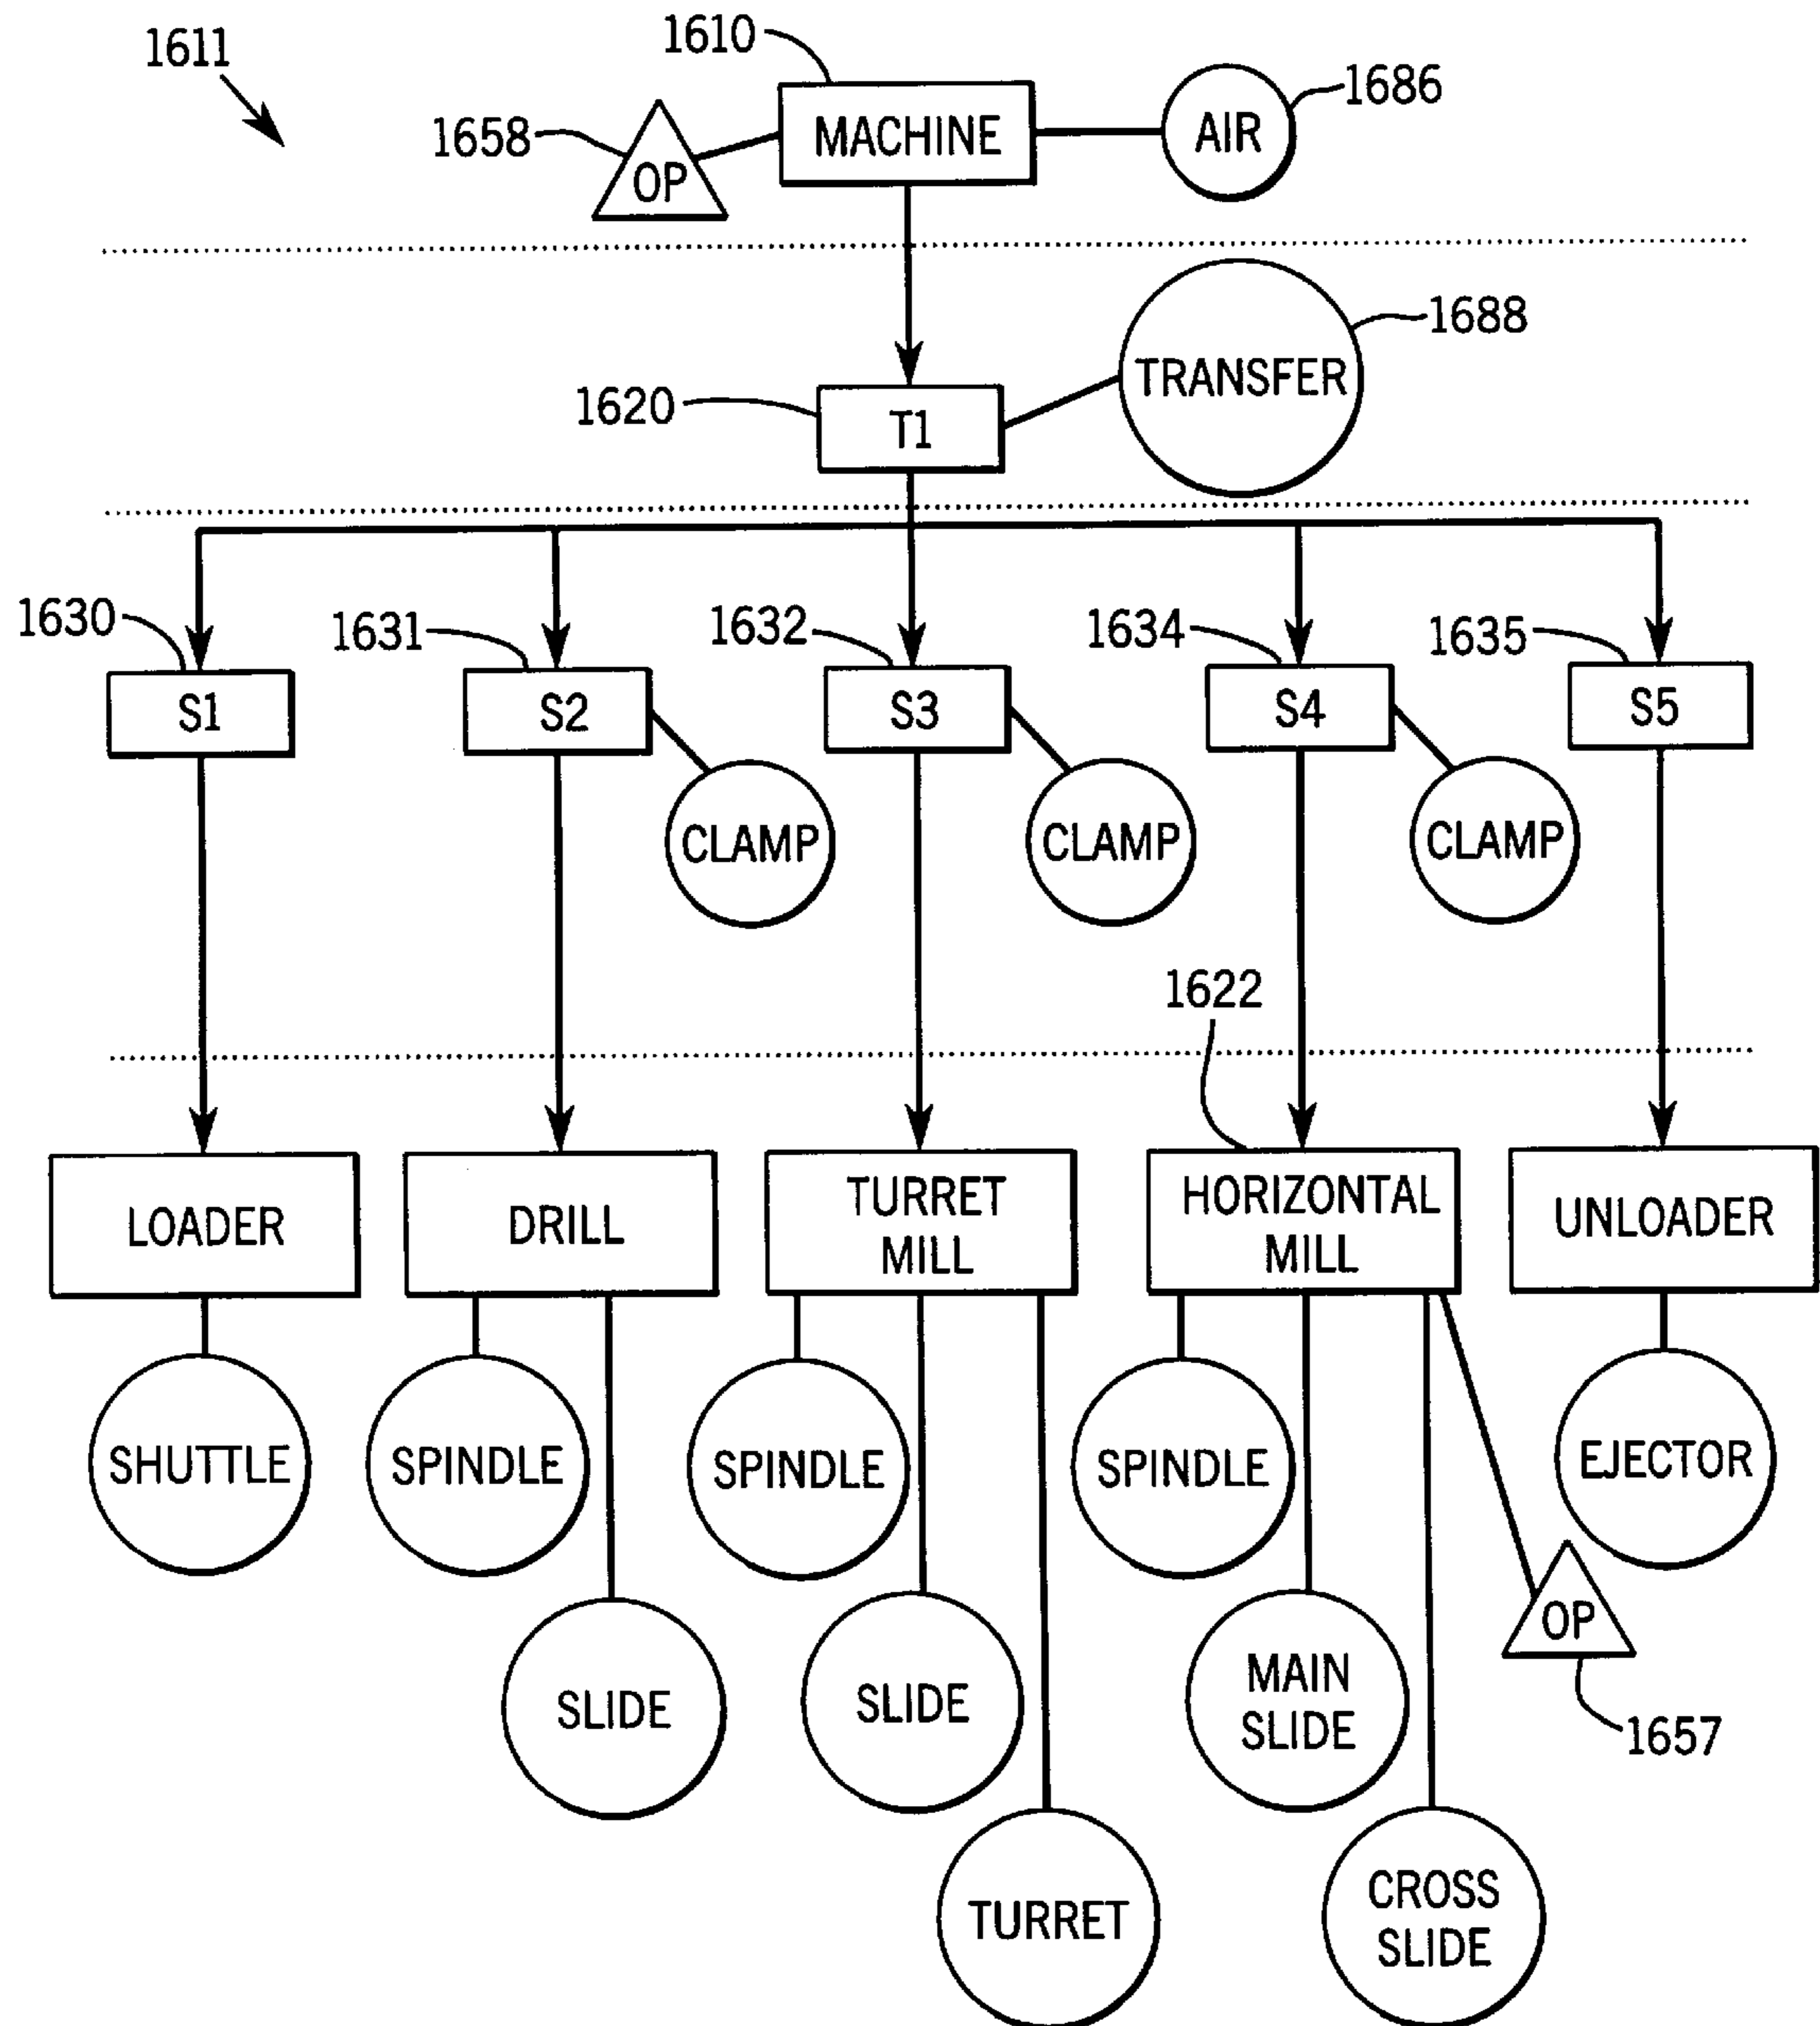 1611
1610
1686
1658
MACHINE
AIR
OP
1688
TRANSFER
1620
T1
1630
1631
1632
1634
1635
S1
S2
S3
S4
S5
CLAMP
CLAMP
CLAMP
1622
LOADER
DRILL
TURRET
MILL
HORIZONTAL
MILL
UNLOADER
SHUTTLE
SPINDLE
SPINDLE
SPINDLE
EJECTOR
OP
SLIDE
SLIDE
MAIN
SLIDE
1657
TURRET
CROSS
SLIDE